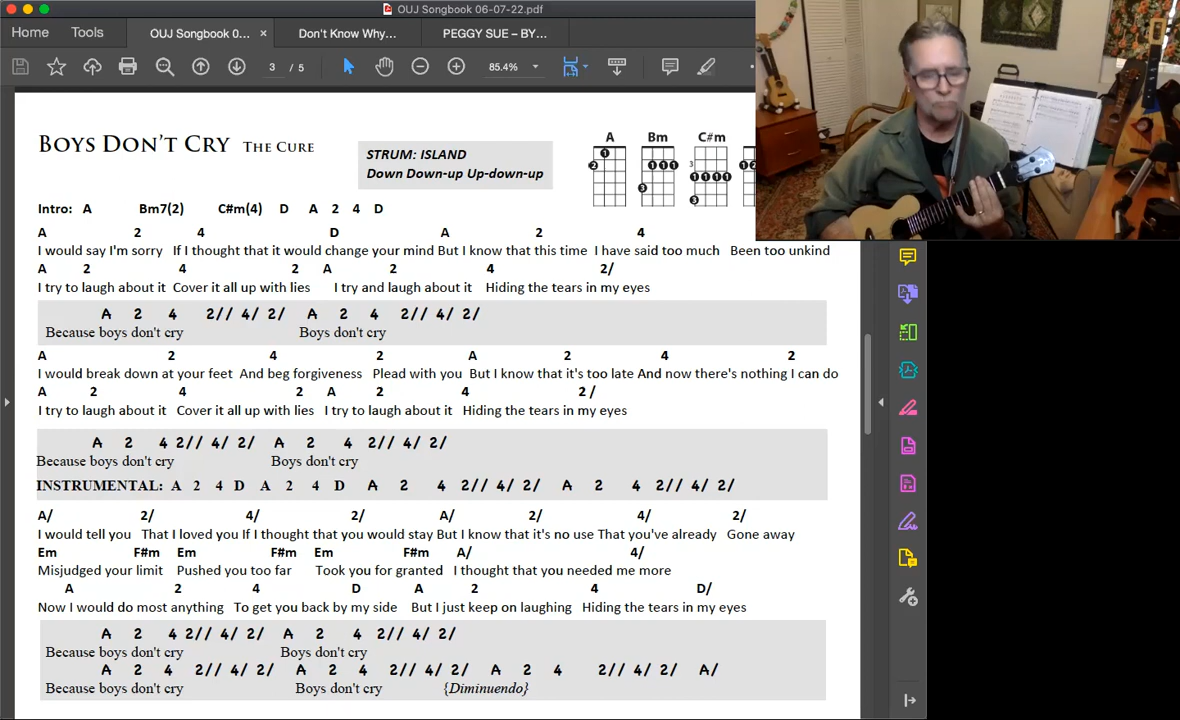 OUJ Songbook 06-07-22.pdf
Home Tools OUJ Songbook 0... × Don't Know Why... PEGGY SUE – BY...
3 / 5 85.4%
BOYS DON'T CRY THE CURE
STRUM: ISLAND
Down Down-up Up-down-up
A Bm C#m
Intro: A Bm7(2) C#m(4) D A 2 4 D
A 2 4 D A 2 4
I would say I'm sorry If I thought that it would change your mind But I know that this time I have said too much Been too unkind
A 2 4 2 A 2 4 2/
I try to laugh about it Cover it all up with lies I try and laugh about it Hiding the tears in my eyes
A 2 4 2// 4/ 2/ A 2 4 2// 4/ 2/
Because boys don't cry Boys don't cry
A 2 4 2 A 2 4 2
I would break down at your feet And beg forgiveness Plead with you But I know that it's too late And now there's nothing I can do
A 2 4 2 A 2 4 2 /
I try to laugh about it Cover it all up with lies I try to laugh about it Hiding the tears in my eyes
A 2 4 2// 4/ 2/ A 2 4 2// 4/ 2/
Because boys don't cry Boys don't cry
INSTRUMENTAL: A 2 4 D A 2 4 D A 2 4 2// 4/ 2/ A 2 4 2// 4/ 2/
A/ 2/ 4/ 2/ A/ 2/ 4/ 2/
I would tell you That I loved you If I thought that you would stay But I know that it's no use That you've already Gone away
Em F#m Em F#m Em F#m A/ 4/
Misjudged your limit Pushed you too far Took you for granted I thought that you needed me more
A 2 4 D A 2 4 D/
Now I would do most anything To get you back by my side But I just keep on laughing Hiding the tears in my eyes
A 2 4 2// 4/ 2/ A 2 4 2// 4/ 2/
Because boys don't cry Boys don't cry
A 2 4 2// 4/ 2/ A 2 4 2// 4/ 2/ A 2 4 2// 4/ 2/ A/
Because boys don't cry Boys don't cry {Diminuendo}